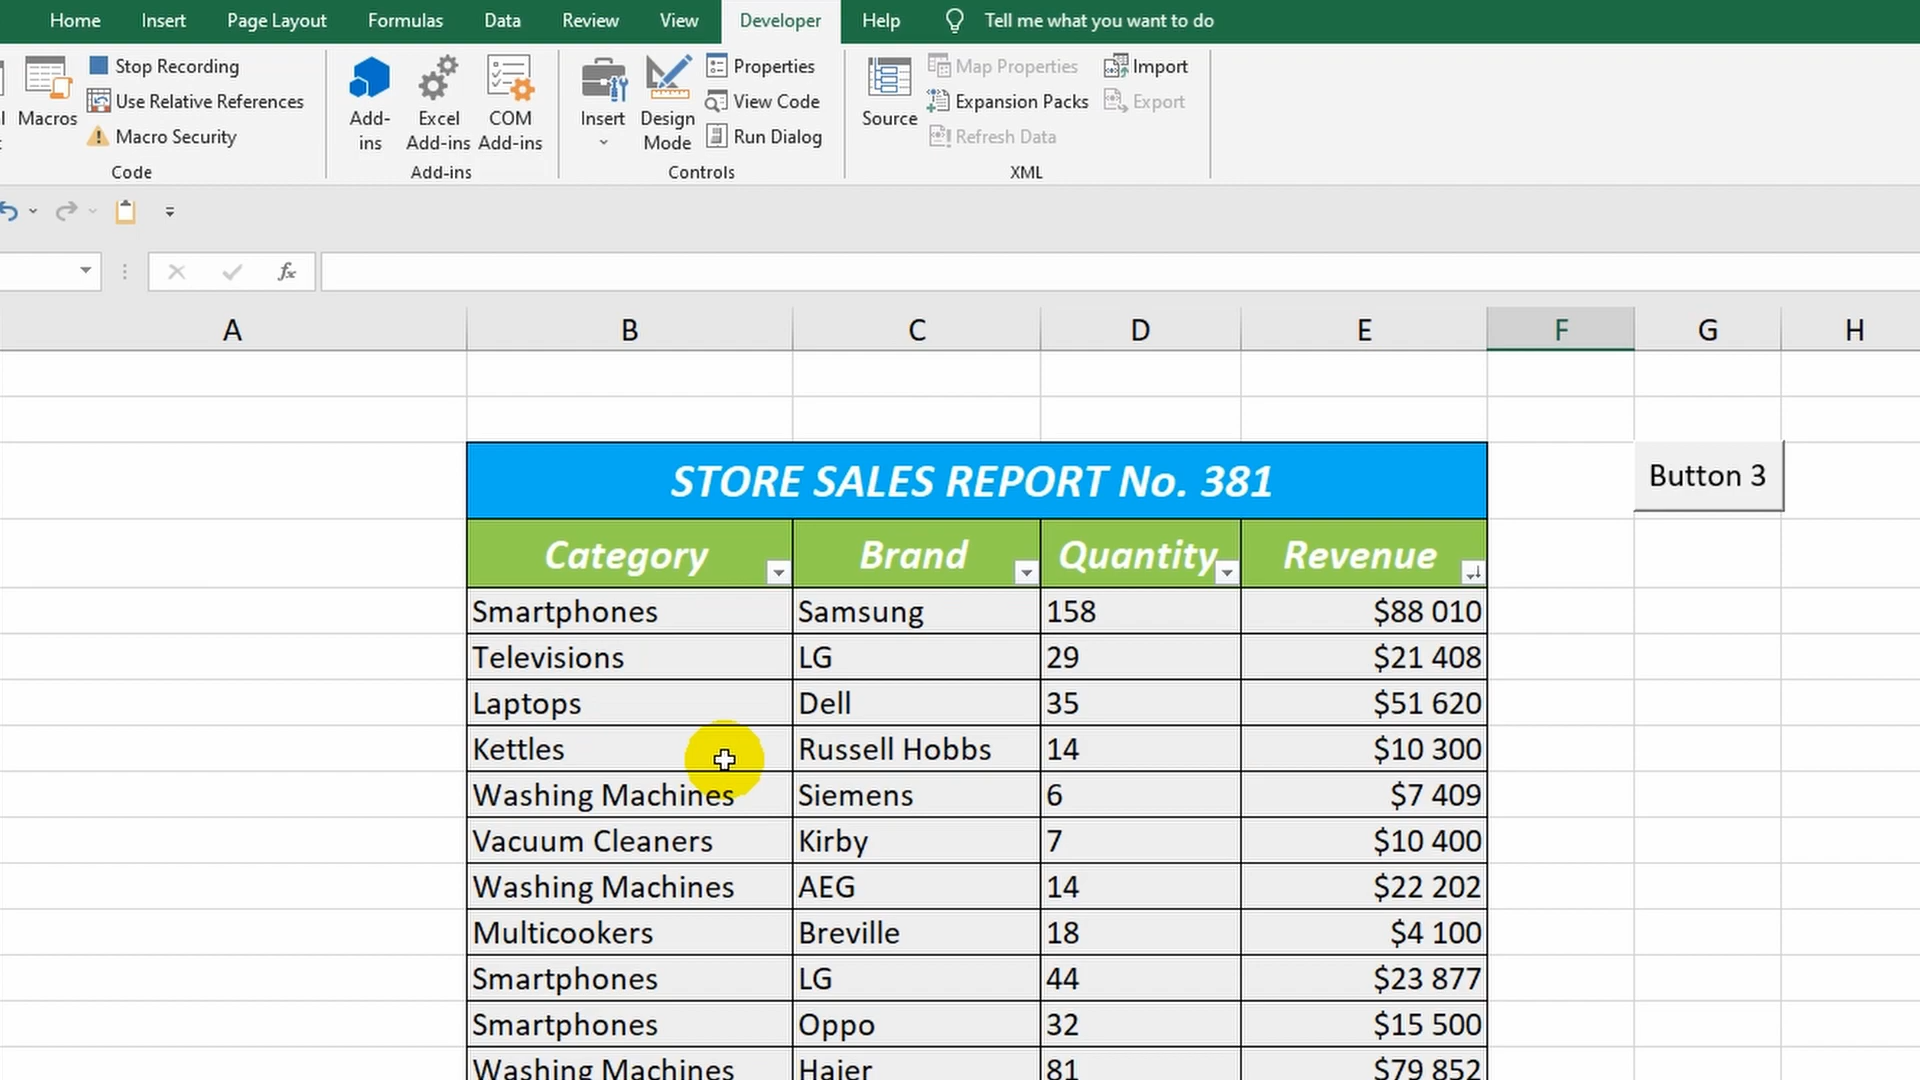 Home Insert Page Layout Formulas Data Review View Developer Help Tell me what you want to do
Macros
Stop Recording
Use Relative References
Macro Security
Code
Add-
ins
Excel
Add-ins
COM
Add-ins
Add-ins
Insert
Design
Mode
Properties
View Code
Run Dialog
Controls
Source
Map Properties
Expansion Packs
Refresh Data
Import
Export
XML
fx
A B C D E F G H
STORE SALES REPORT No. 381
Button 3
Category Brand Quantity Revenue
Smartphones Samsung 158 $88 010
Televisions LG 29 $21 408
Laptops Dell 35 $51 620
Kettles Russell Hobbs 14 $10 300
Washing Machines Siemens 6 $7 409
Vacuum Cleaners Kirby 7 $10 400
Washing Machines AEG 14 $22 202
Multicookers Breville 18 $4 100
Smartphones LG 44 $23 877
Smartphones Oppo 32 $15 500
Washing Machines Haier 81 $79 852